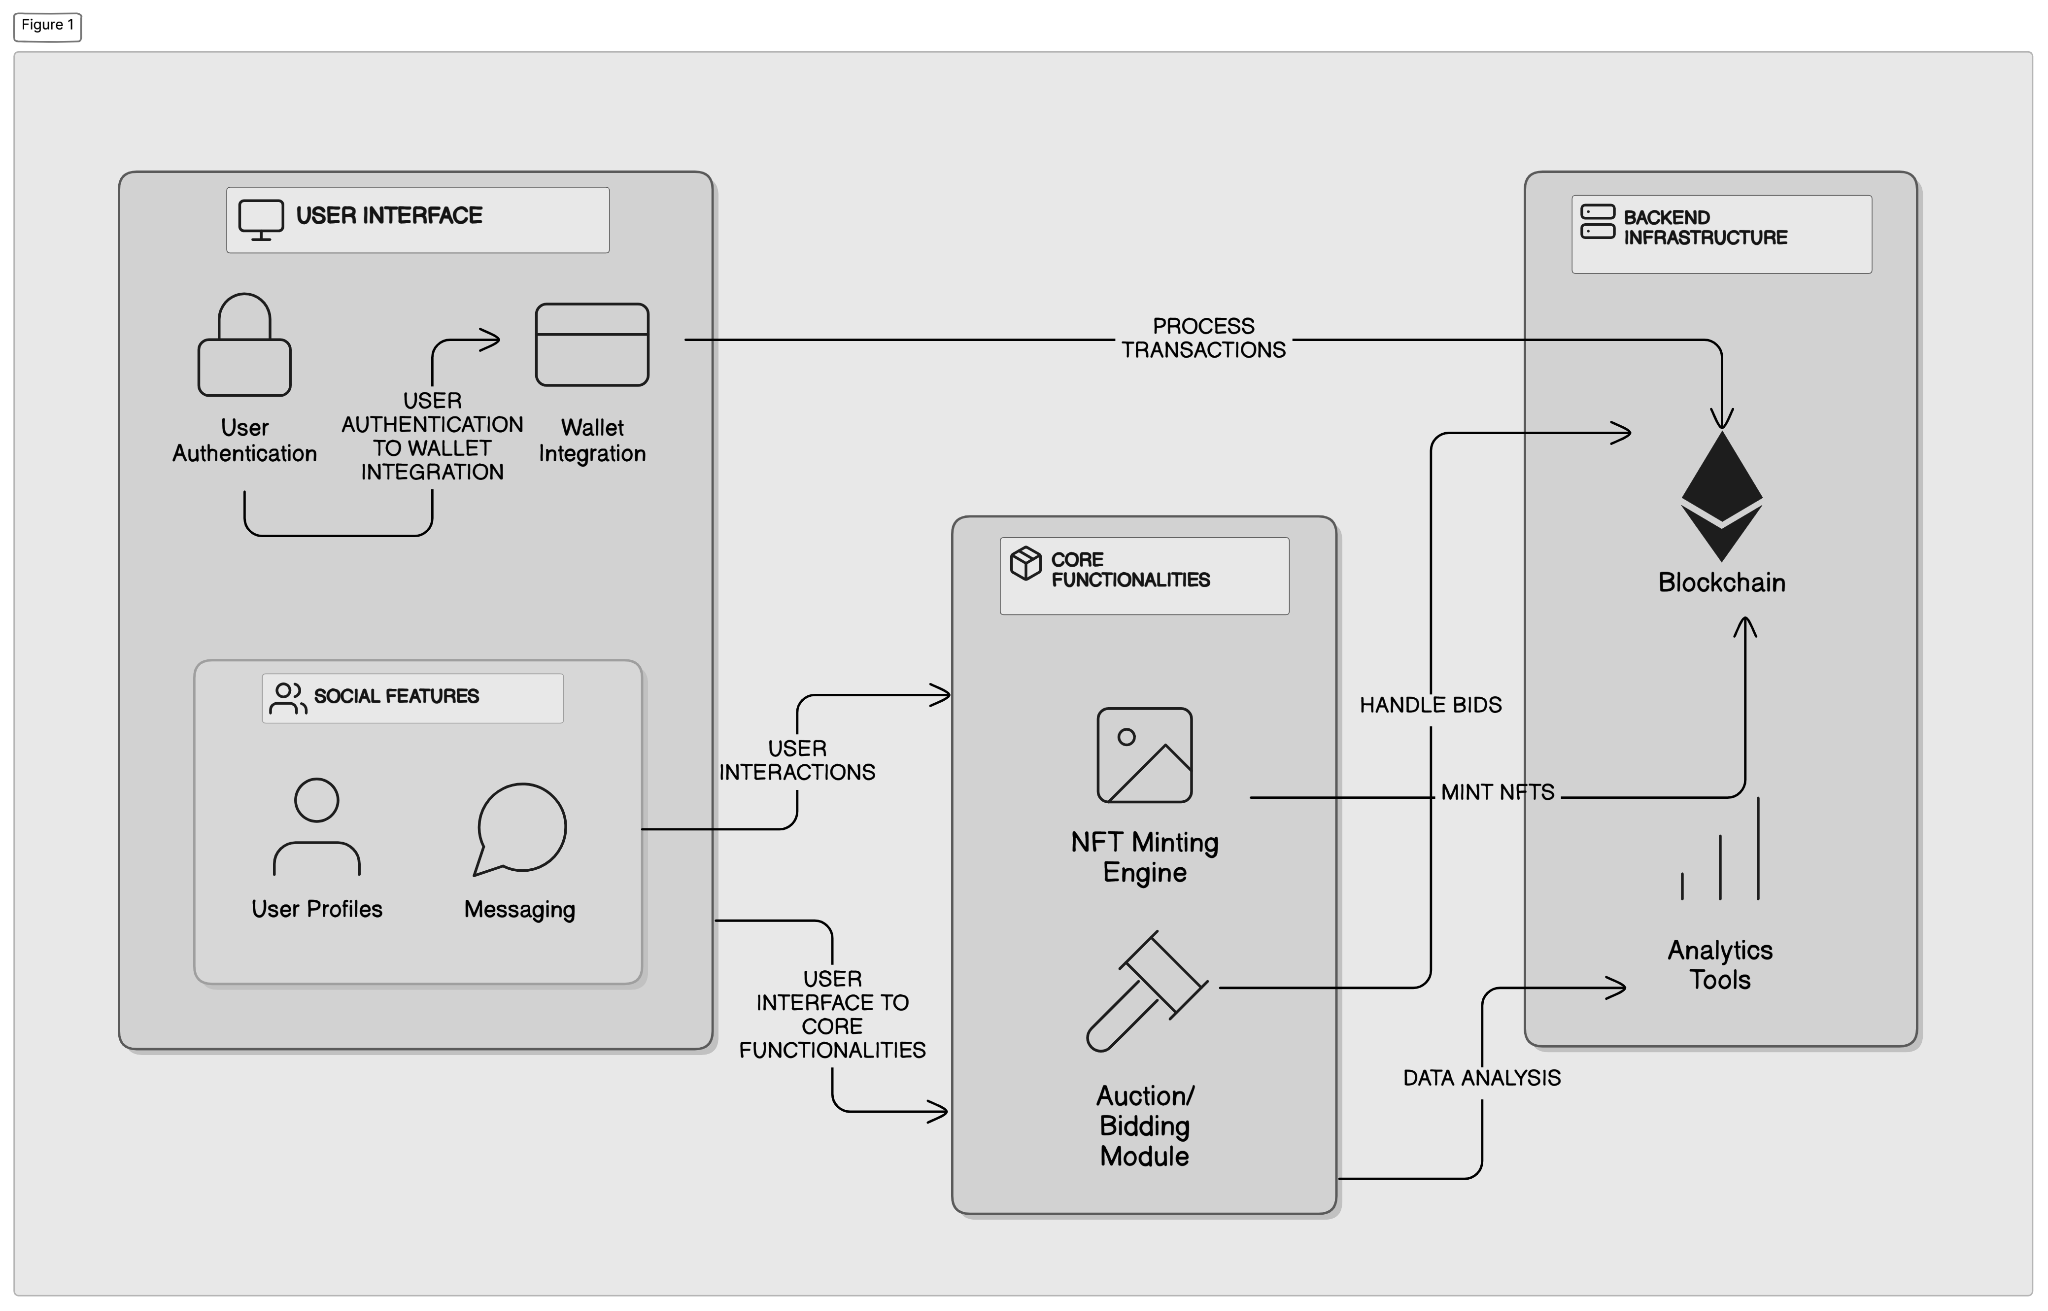 Figure 1
USER INTERFACE
User
Authentication
USER
AUTHENTICATION
TO WALLET
INTEGRATION
Wallet
Integration
SOCIAL FEATURES
User Profiles
Messaging
PROCESS
TRANSACTIONS
USER
INTERACTIONS
USER
INTERFACE TO
CORE
FUNCTIONALITIES
CORE
FUNCTIONALITIES
NFT Minting
Engine
Auction/
Bidding
Module
HANDLE BIDS
MINT NFTS
DATA ANALYSIS
BACKEND
INFRASTRUCTURE
Blockchain
Analytics
Tools